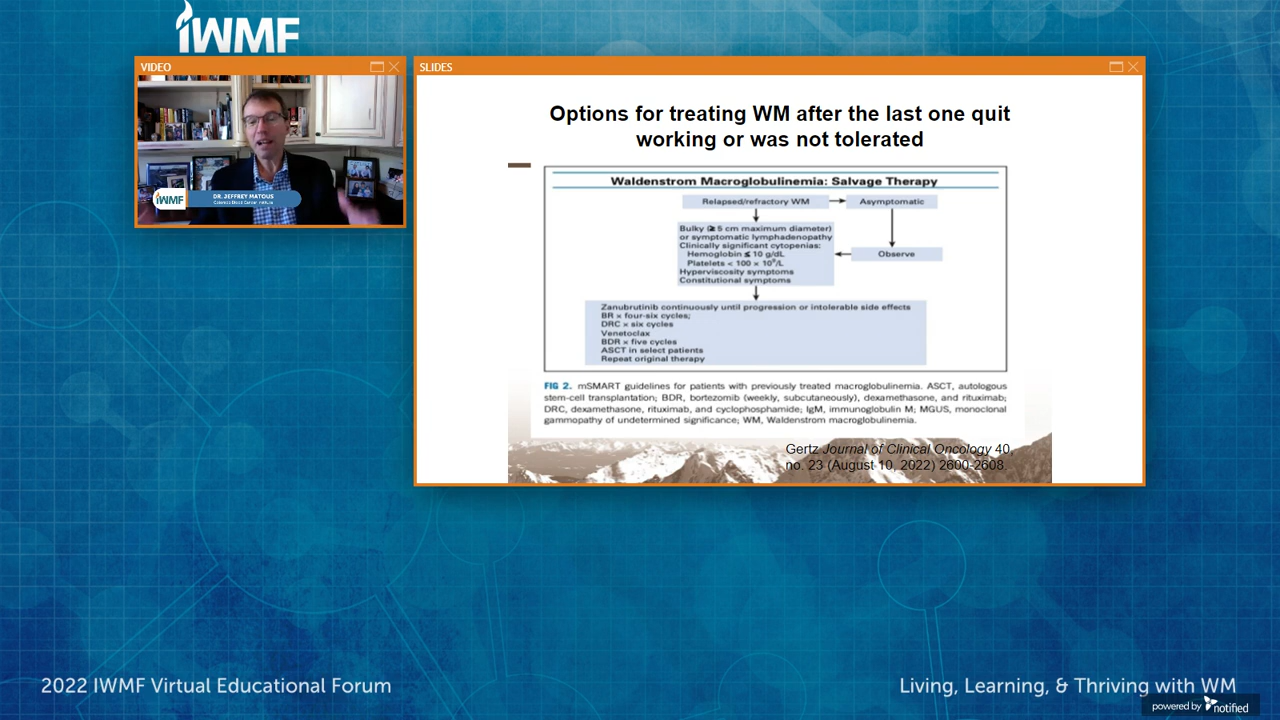 IWMF
VIDEO
IWMF
DR. JEFFREY MATOUS
Colorado Blood Cancer Institute
SLIDES
Options for treating WM after the last one quit
working or was not tolerated
Waldenstrom Macroglobulinemia: Salvage Therapy
Relapsed/refractory WM
Asymptomatic
Bulky (≥ 5 cm maximum diameter)
or symptomatic lymphadenopathy
Clinically significant cytopenias:
Hemoglobin ≤ 10 g/dL
Platelets < 100 × 10⁹/L
Hyperviscosity symptoms
Constitutional symptoms
Observe
Zanubrutinib continuously until progression or intolerable side effects
BR × four-six cycles;
DRC × six cycles
Venetoclax
BDR × five cycles
ASCT in select patients
Repeat original therapy
FIG 2. mSMART guidelines for patients with previously treated macroglobulinemia. ASCT, autologous
stem-cell transplantation; BDR, bortezomib (weekly, subcutaneously), dexamethasone, and rituximab;
DRC, dexamethasone, rituximab, and cyclophosphamide; IgM, immunoglobulin M; MGUS, monoclonal
gammopathy of undetermined significance; WM, Waldenstrom macroglobulinemia.
Gertz Journal of Clinical Oncology 40,
no. 23 (August 10, 2022) 2600-2608.
2022 IWMF Virtual Educational Forum
Living, Learning, & Thriving with WM
powered by notified